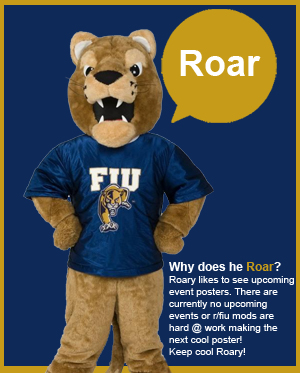 Roar
FIU
Why does he Roar?
Roary likes to see upcoming
event posters. There are
currently no upcoming
events or r/fiu mods are
hard @ work making the
next cool poster!
Keep cool Roary!